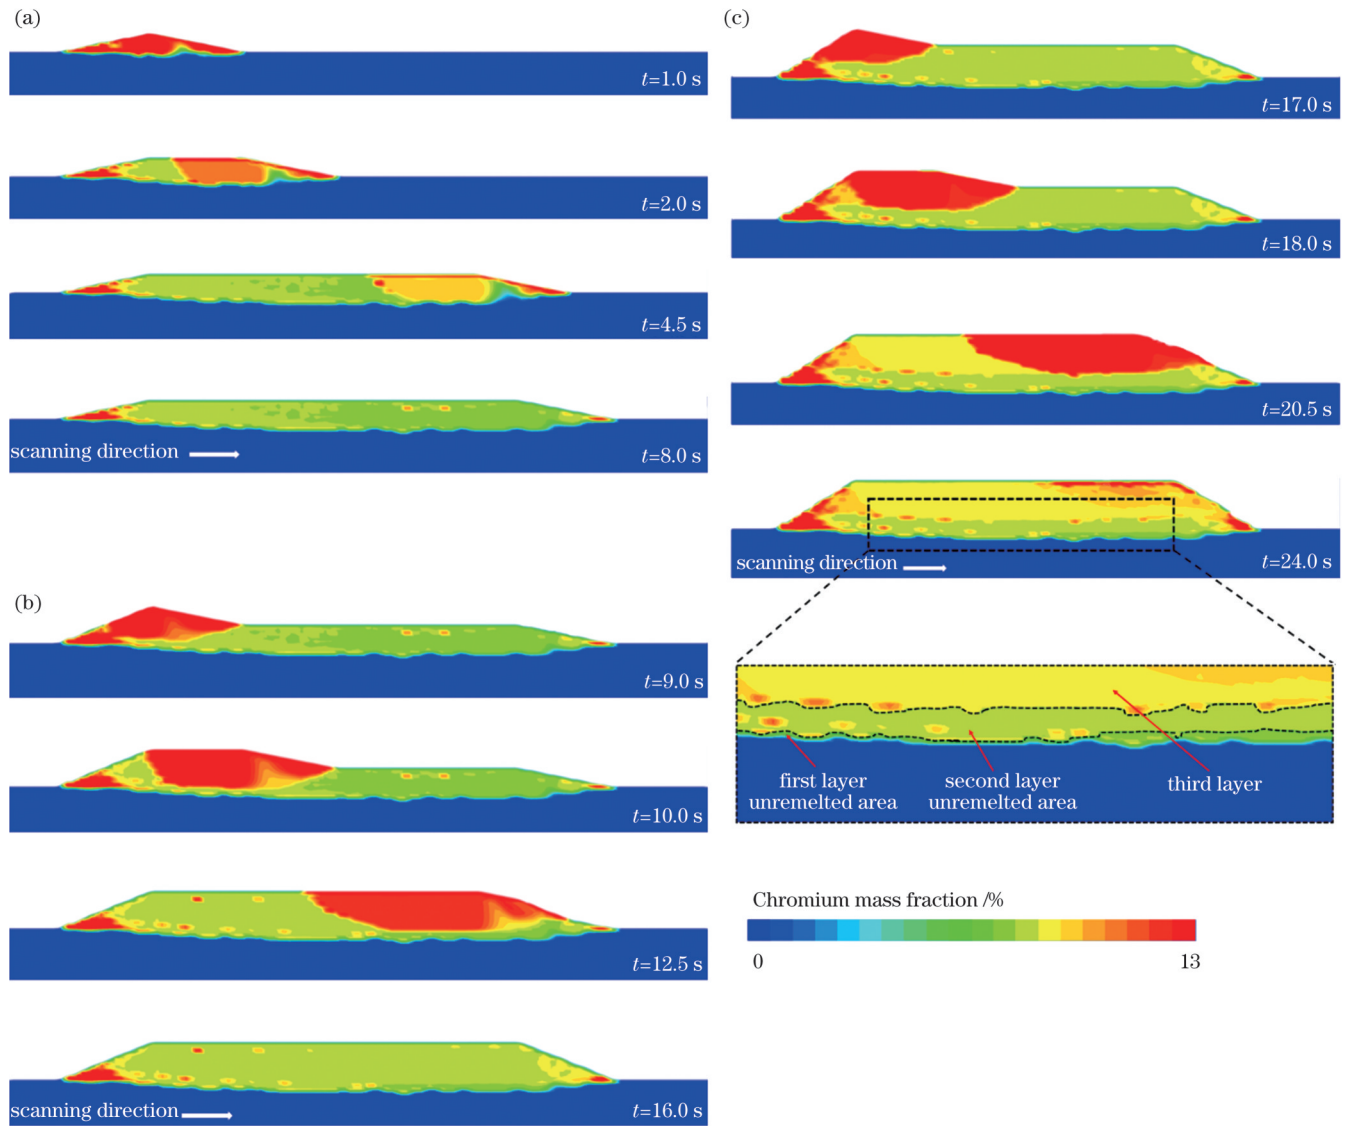 (a)
t=1.0 s
t=2.0 s
t=4.5 s
scanning direction
t=8.0 s
(b)
t=9.0 s
t=10.0 s
t=12.5 s
scanning direction
t=16.0 s
(c)
t=17.0 s
t=18.0 s
t=20.5 s
scanning direction
t=24.0 s
first layer
unremelted area
second layer
unremelted area
third layer
Chromium mass fraction /%
0
13